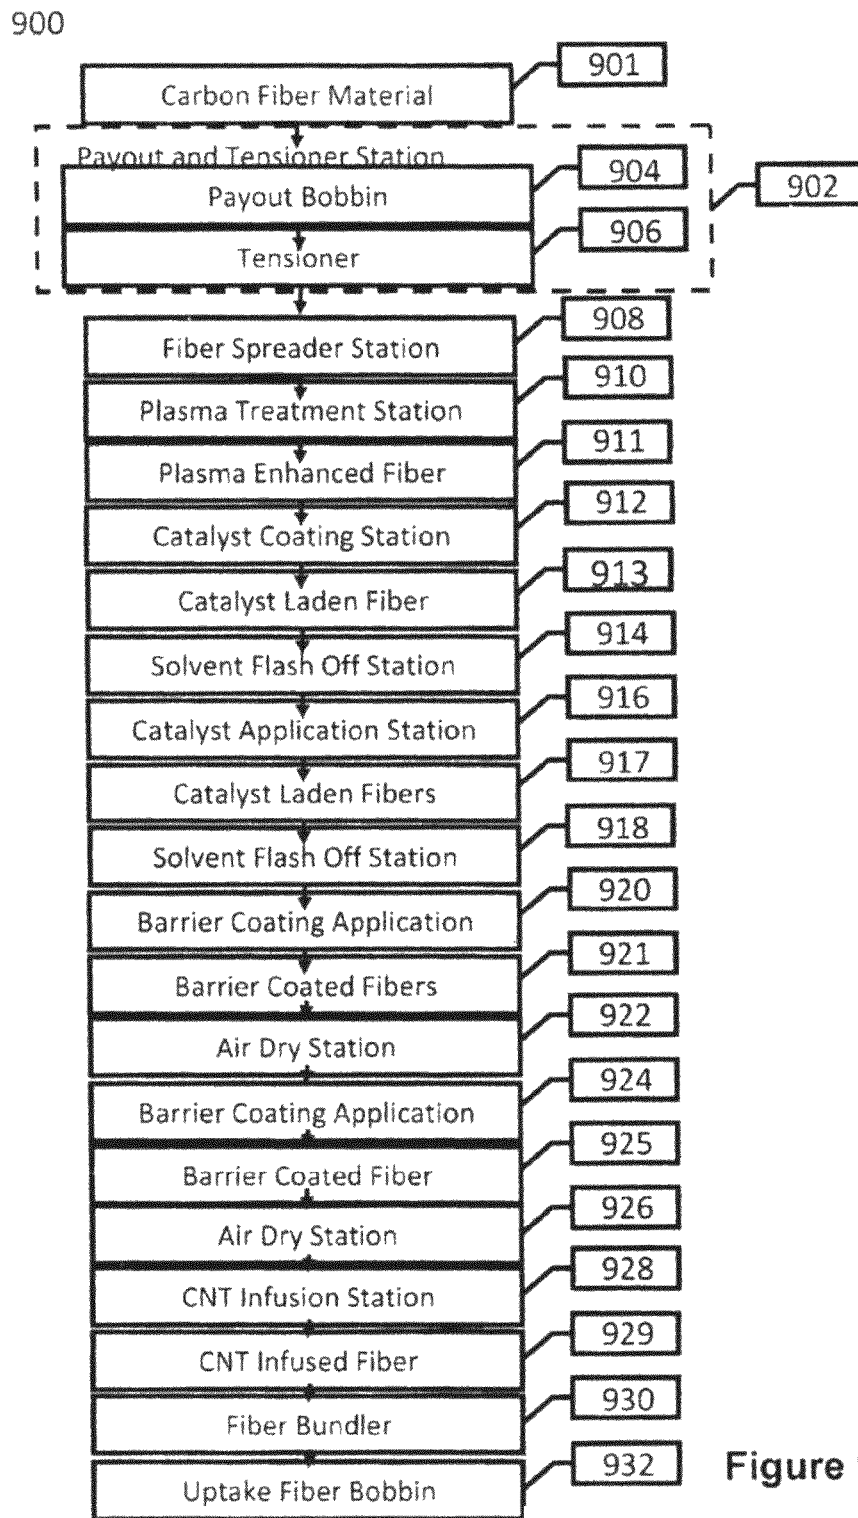 900
901
Carbon Fiber Material
Payout and Tensioner Station
904
902
Payout Bobbin
906
Tensioner
908
Fiber Spreader Station
910
Plasma Treatment Station
911
Plasma Enhanced Fiber
912
Catalyst Coating Station
913
Catalyst Laden Fiber
914
Solvent Flash Off Station
916
Catalyst Application Station
917
Catalyst Laden Fibers
918
Solvent Flash Off Station
920
Barrier Coating Application
921
Barrier Coated Fibers
922
Air Dry Station
924
Barrier Coating Application
925
Barrier Coated Fiber
926
Air Dry Station
928
CNT Infusion Station
929
CNT Infused Fiber
930
Fiber Bundler
932
Uptake Fiber Bobbin
Figure